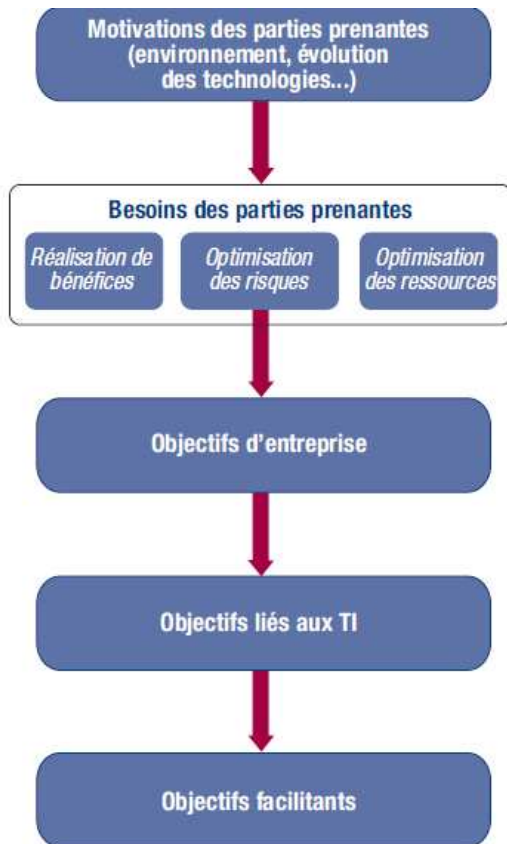 Motivations des parties prenantes
(environnement, évolution
des technologies...)
Besoins des parties prenantes
Réalisation de
bénéfices
Optimisation
des risques
Optimisation
des ressources
Objectifs d'entreprise
Objectifs liés aux TI
Objectifs facilitants